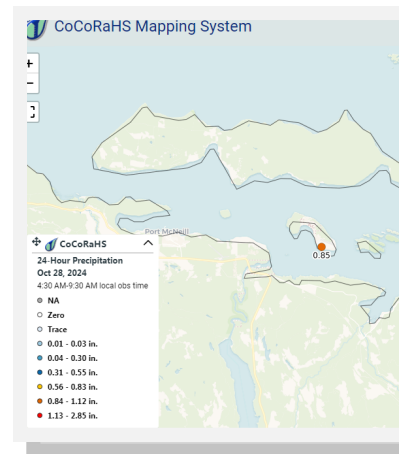 CoCoRaHS Mapping System
+
−
Port McNeill
0.85
CoCoRaHS
24-Hour Precipitation
Oct 28, 2024
4:30 AM-9:30 AM local obs time
NA
Zero
Trace
0.01 - 0.03 in.
0.04 - 0.30 in.
0.31 - 0.55 in.
0.56 - 0.83 in.
0.84 - 1.12 in.
1.13 - 2.85 in.